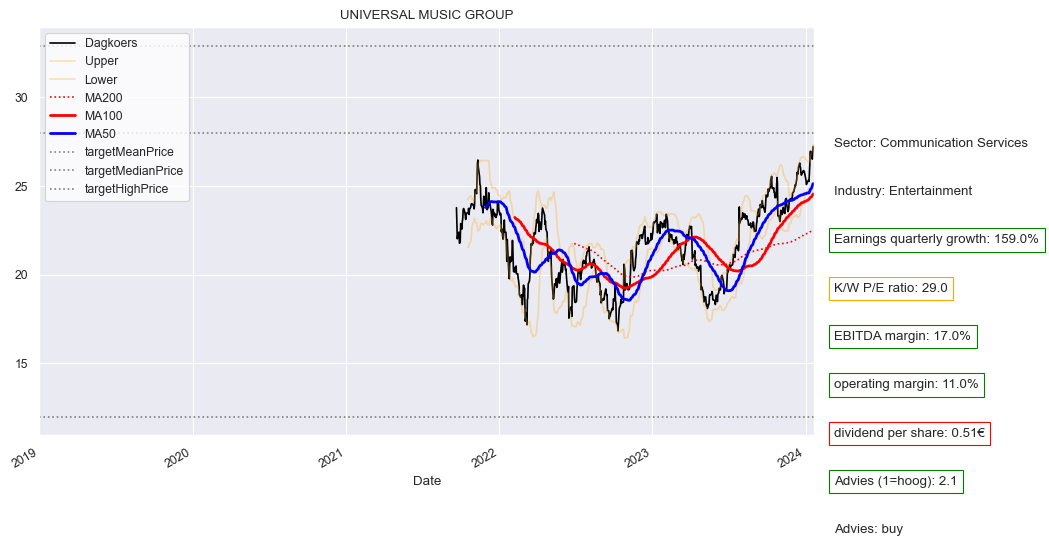 UNIVERSAL MUSIC GROUP
Dagkoers
Upper
Lower
MA200
MA100
MA50
targetMeanPrice
targetMedianPrice
targetHighPrice
30
25
20
15
2019
2020
2021
2022
2023
2024
Date
Sector: Communication Services
Industry: Entertainment
Earnings quarterly growth: 159.0%
K/W P/E ratio: 29.0
EBITDA margin: 17.0%
operating margin: 11.0%
dividend per share: 0.51€
Advies (1=hoog): 2.1
Advies: buy